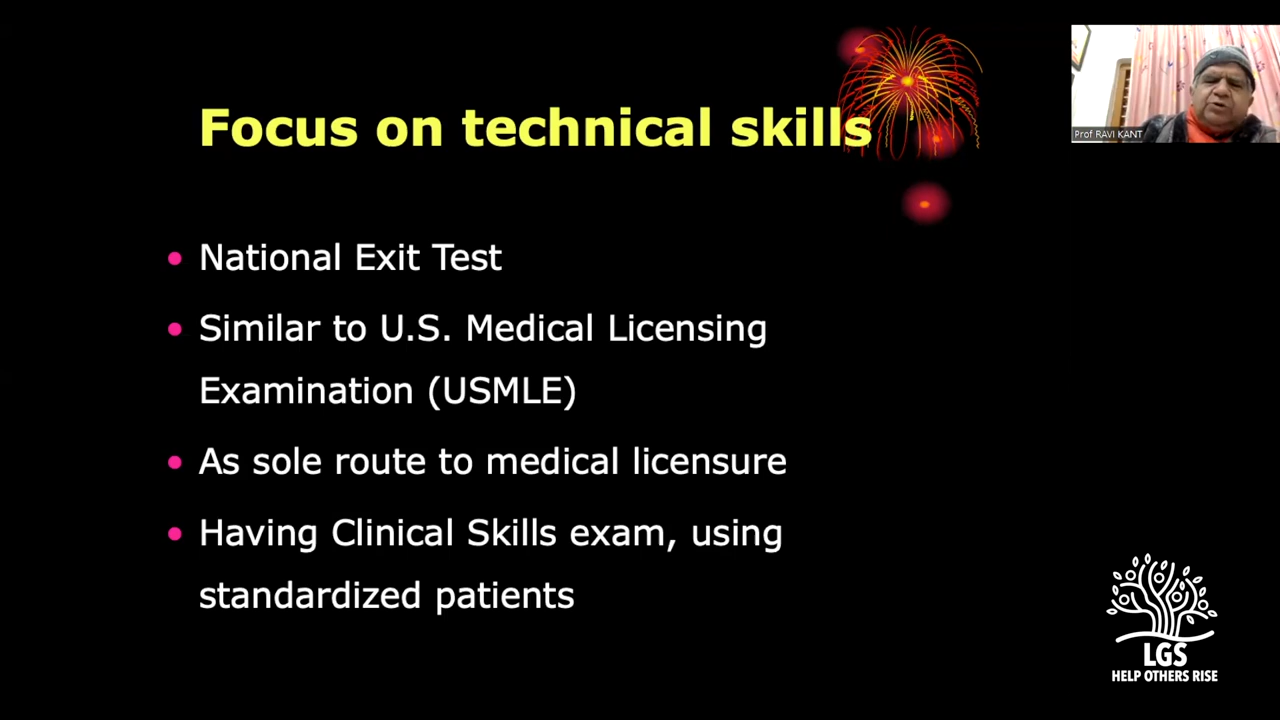 Focus on technical skills
Prof RAVI KANT
National Exit Test
Similar to U.S. Medical Licensing
Examination (USMLE)
As sole route to medical licensure
Having Clinical Skills exam, using
standardized patients
LGS
HELP OTHERS RISE